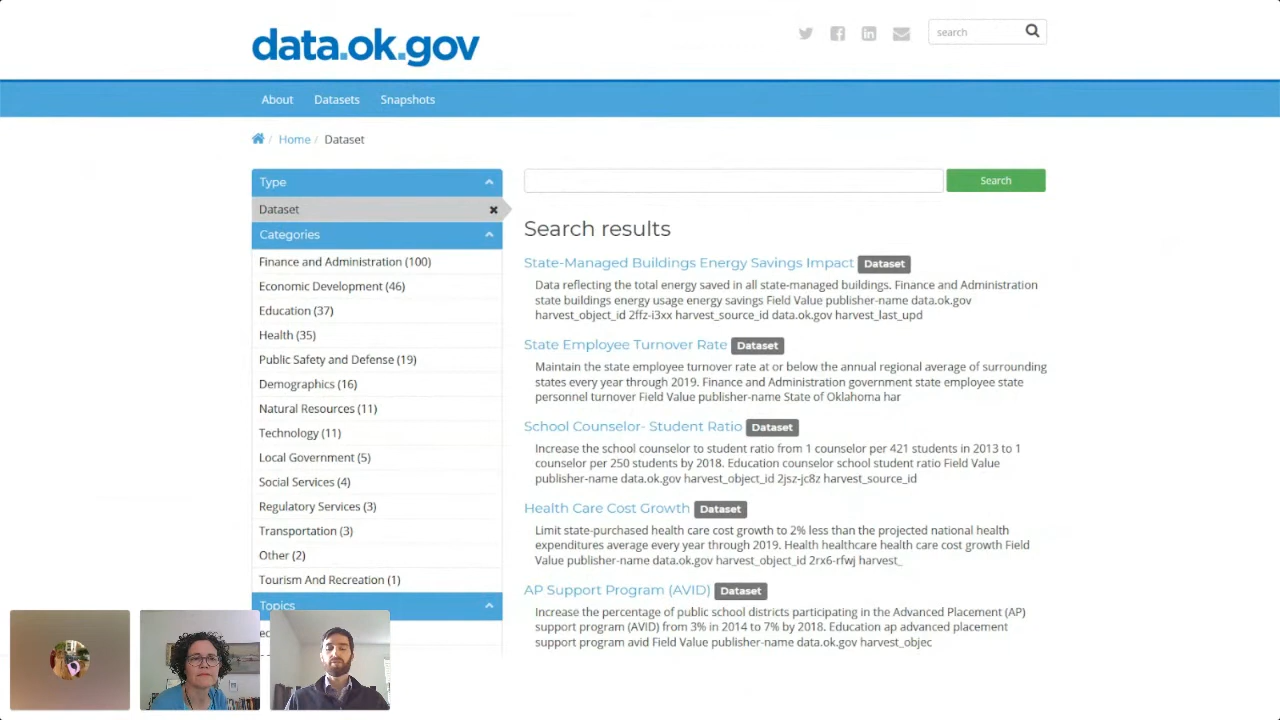 data.ok.gov
search
About Datasets Snapshots
/ Home / Dataset
Type
Dataset
Categories
Finance and Administration (100)
Economic Development (46)
Education (37)
Health (35)
Public Safety and Defense (19)
Demographics (16)
Natural Resources (11)
Technology (11)
Local Government (5)
Social Services (4)
Regulatory Services (3)
Transportation (3)
Other (2)
Tourism And Recreation (1)
Topics
Search
Search results
State-Managed Buildings Energy Savings Impact Dataset
Data reflecting the total energy saved in all state-managed buildings. Finance and Administration
state buildings energy usage energy savings Field Value publisher-name data.ok.gov
harvest_object_id 2ffz-i3xx harvest_source_id data.ok.gov harvest_last_upd
State Employee Turnover Rate Dataset
Maintain the state employee turnover rate at or below the annual regional average of surrounding
states every year through 2019. Finance and Administration government state employee state
personnel turnover Field Value publisher-name State of Oklahoma har
School Counselor- Student Ratio Dataset
Increase the school counselor to student ratio from 1 counselor per 421 students in 2013 to 1
counselor per 250 students by 2018. Education counselor school student ratio Field Value
publisher-name data.ok.gov harvest_object_id 2jsz-jc8z harvest_source_id
Health Care Cost Growth Dataset
Limit state-purchased health care cost growth to 2% less than the projected national health
expenditures average every year through 2019. Health healthcare health care cost growth Field
Value publisher-name data.ok.gov harvest_object_id 2rx6-rfwj harvest_
AP Support Program (AVID) Dataset
Increase the percentage of public school districts participating in the Advanced Placement (AP)
support program (AVID) from 3% in 2014 to 7% by 2018. Education ap advanced placement
support program avid Field Value publisher-name data.ok.gov harvest_objec